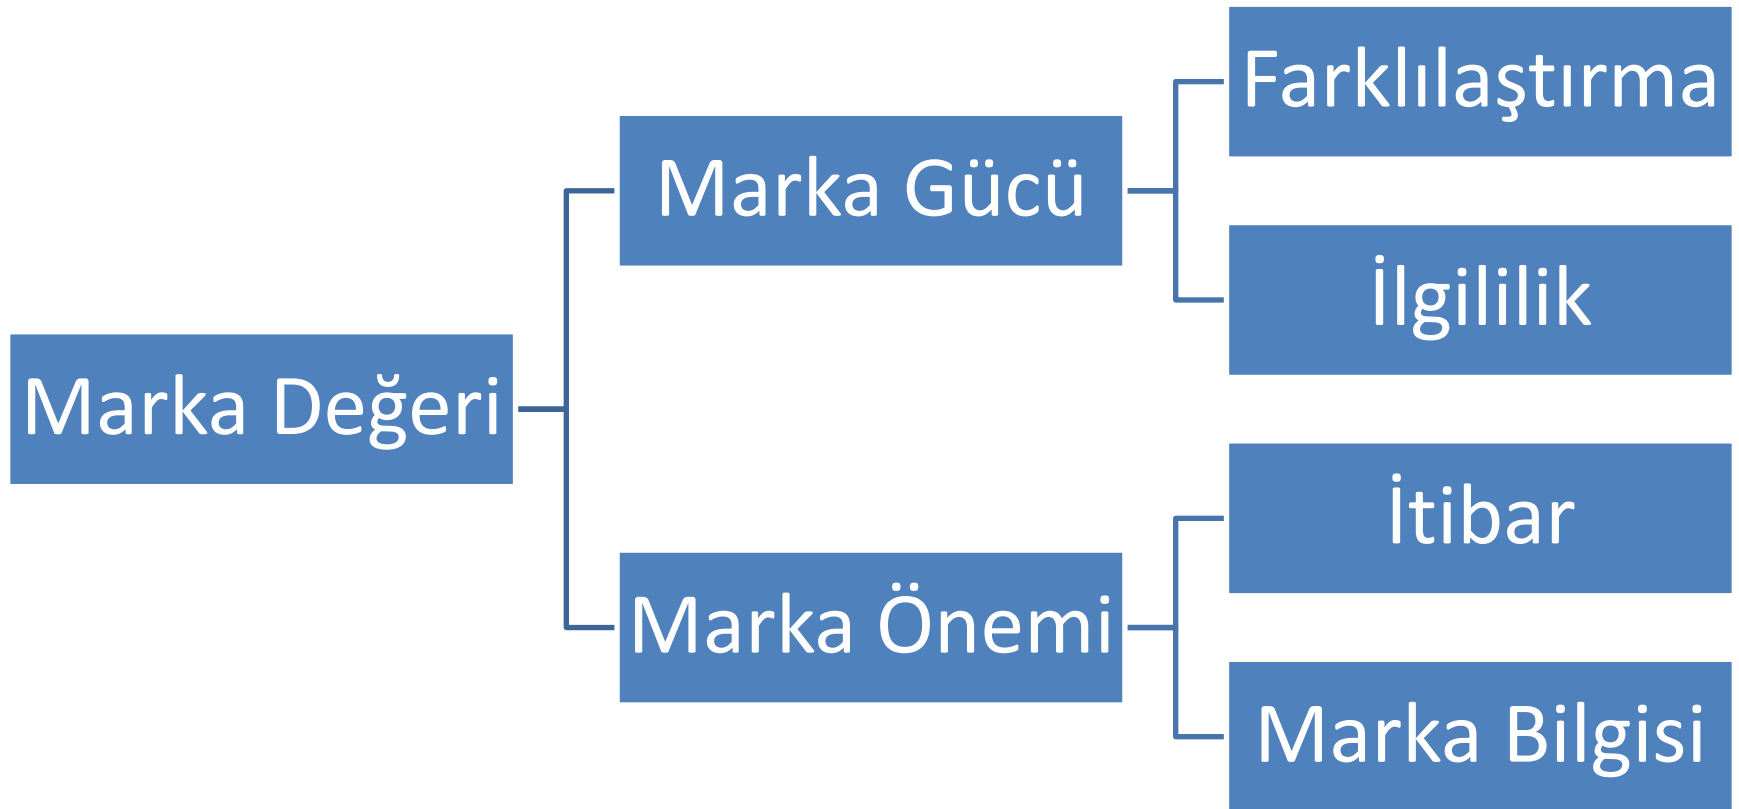 Marka Değeri
Marka Gücü
Farklılaştırma
İlgililik
Marka Önemi
İtibar
Marka Bilgisi